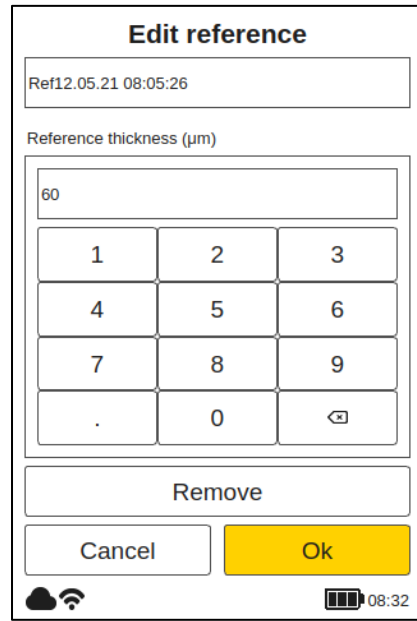 Edit reference
Ref12.05.21 08:05:26
Reference thickness (μm)
60
1 2 3
4 5 6
7 8 9
. 0
Remove
Cancel Ok
08:32